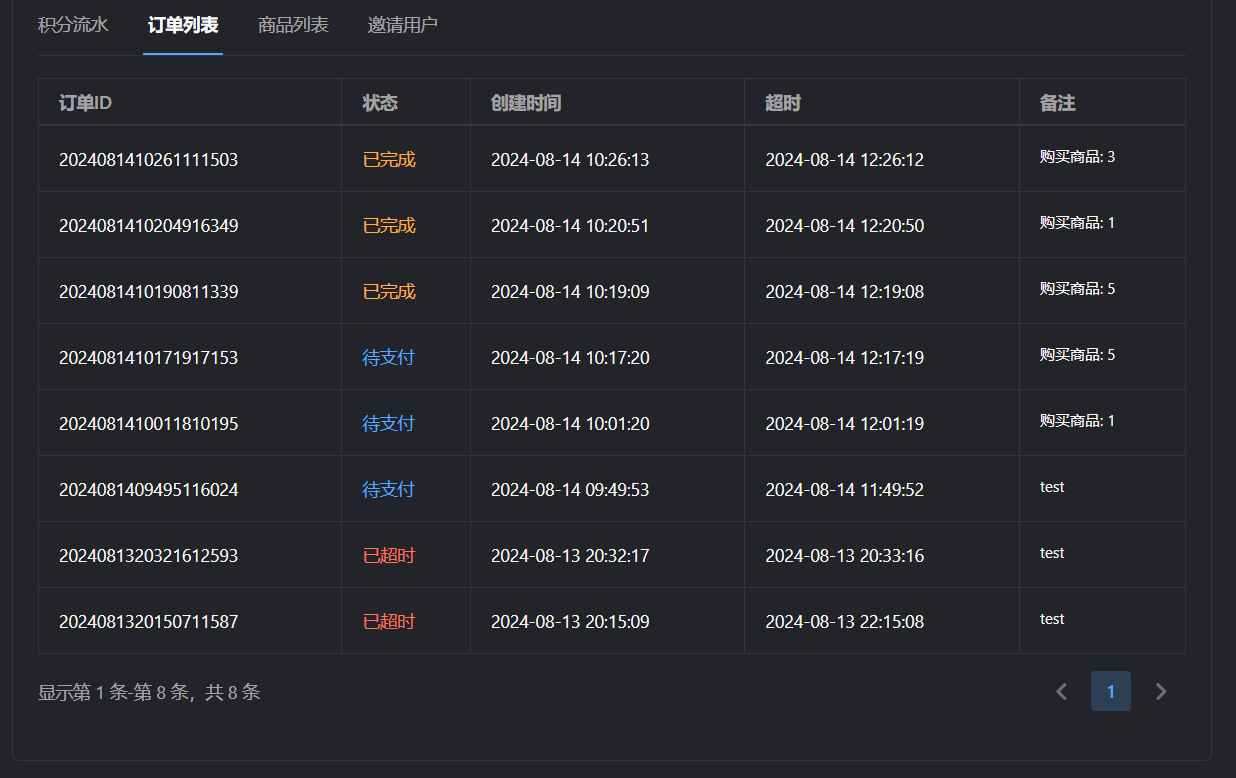 积分流水 订单列表 商品列表 邀请用户
订单ID 状态 创建时间 超时 备注
2024081410261111503 已完成 2024-08-14 10:26:13 2024-08-14 12:26:12 购买商品: 3
2024081410204916349 已完成 2024-08-14 10:20:51 2024-08-14 12:20:50 购买商品: 1
2024081410190811339 已完成 2024-08-14 10:19:09 2024-08-14 12:19:08 购买商品: 5
2024081410171917153 待支付 2024-08-14 10:17:20 2024-08-14 12:17:19 购买商品: 5
2024081410011810195 待支付 2024-08-14 10:01:20 2024-08-14 12:01:19 购买商品: 1
2024081409495116024 待支付 2024-08-14 09:49:53 2024-08-14 11:49:52 test
2024081320321612593 已超时 2024-08-13 20:32:17 2024-08-13 20:33:16 test
2024081320150711587 已超时 2024-08-13 20:15:09 2024-08-13 22:15:08 test
显示第 1 条-第 8 条，共 8 条 1